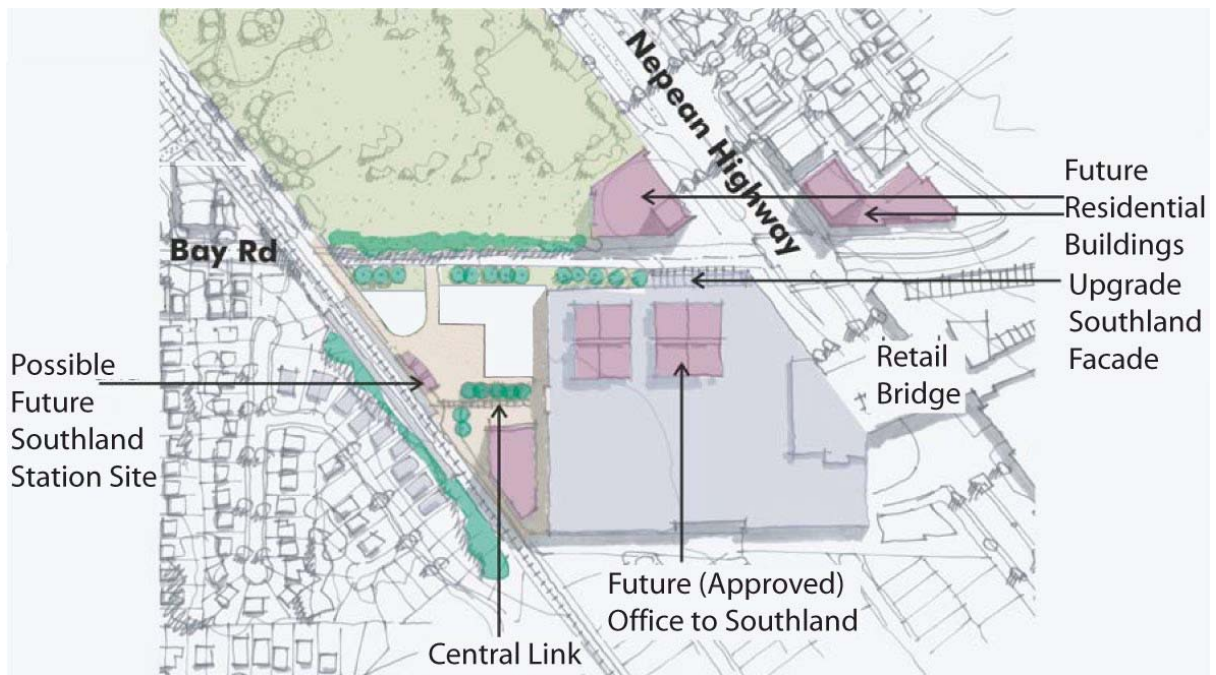 Nepean Highway
Bay Rd
Future
Residential
Buildings
Upgrade
Southland
Facade
Retail
Bridge
Possible
Future
Southland
Station Site
Future (Approved)
Office to Southland
Central Link